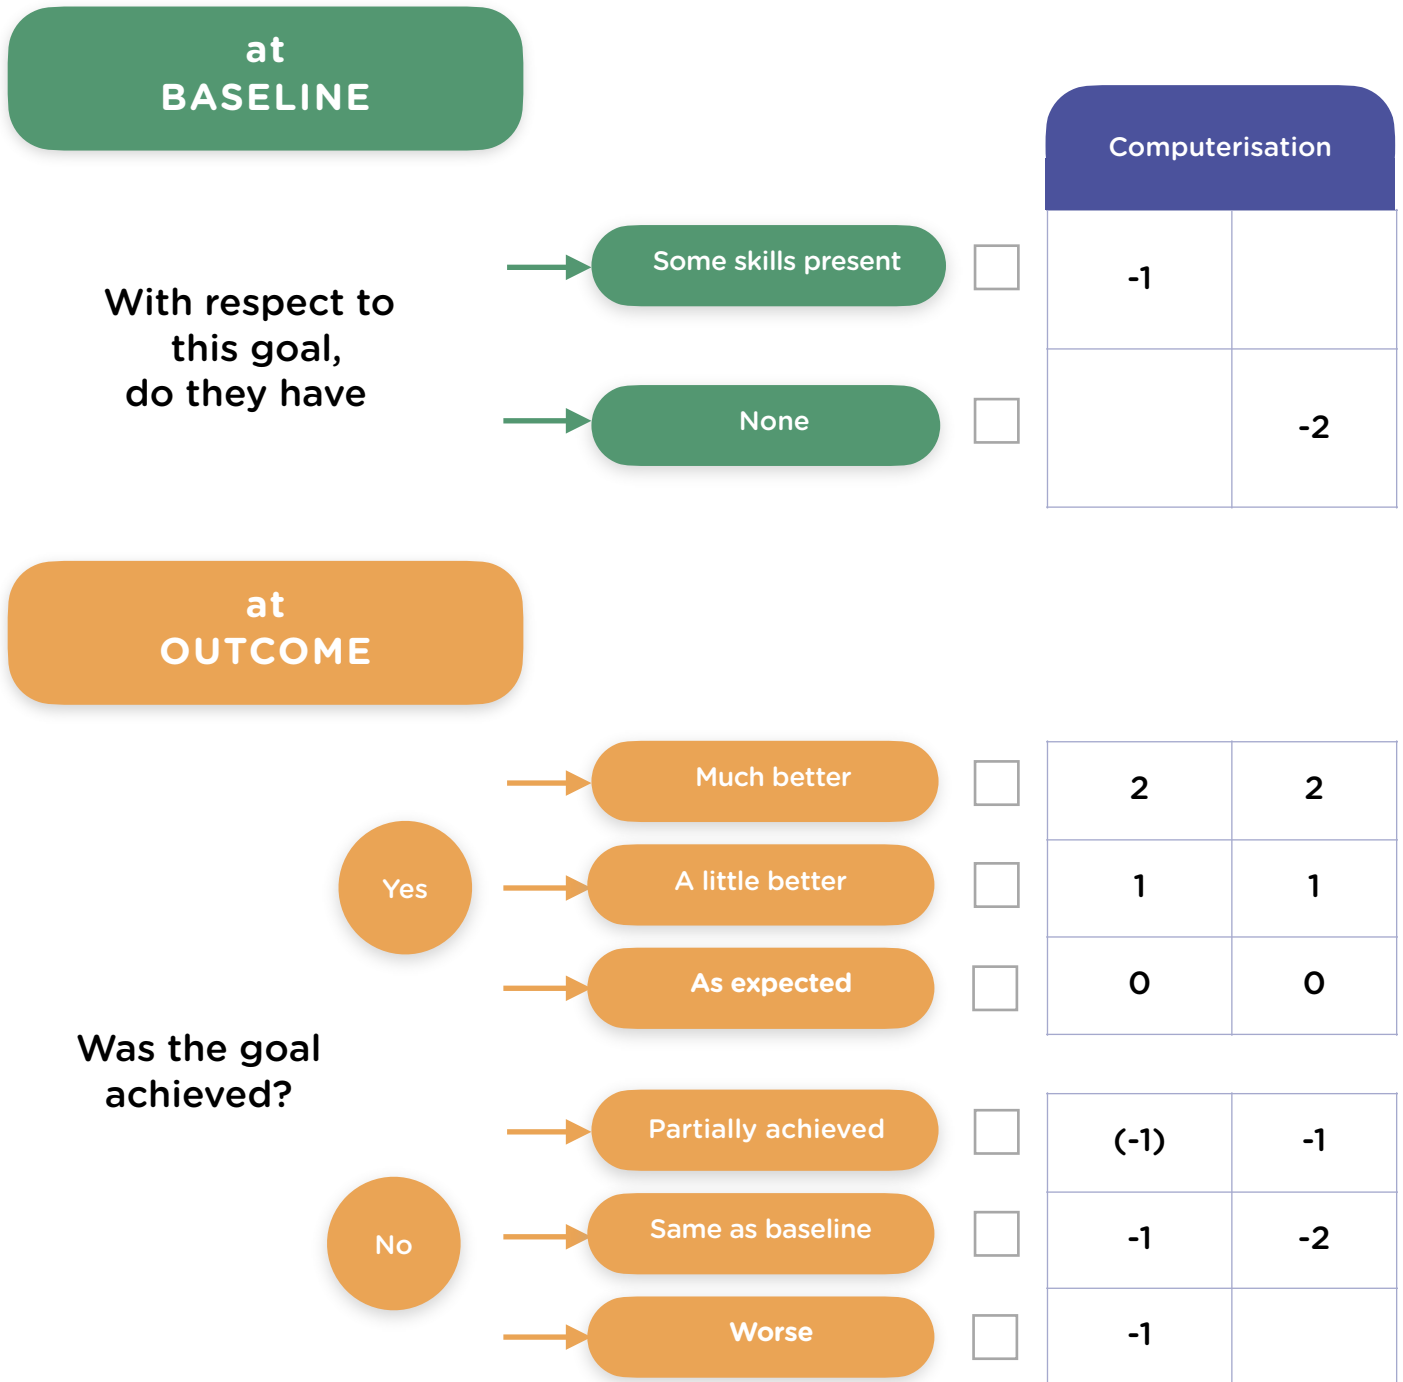 at
BASELINE
Computerisation
Some skills present
-1
With respect to
this goal,
do they have
None
-2
at
OUTCOME
Much better
2 2
Yes
A little better
1 1
As expected
0 0
Was the goal
achieved?
Partially achieved
(-1) -1
No
Same as baseline
-1 -2
Worse
-1